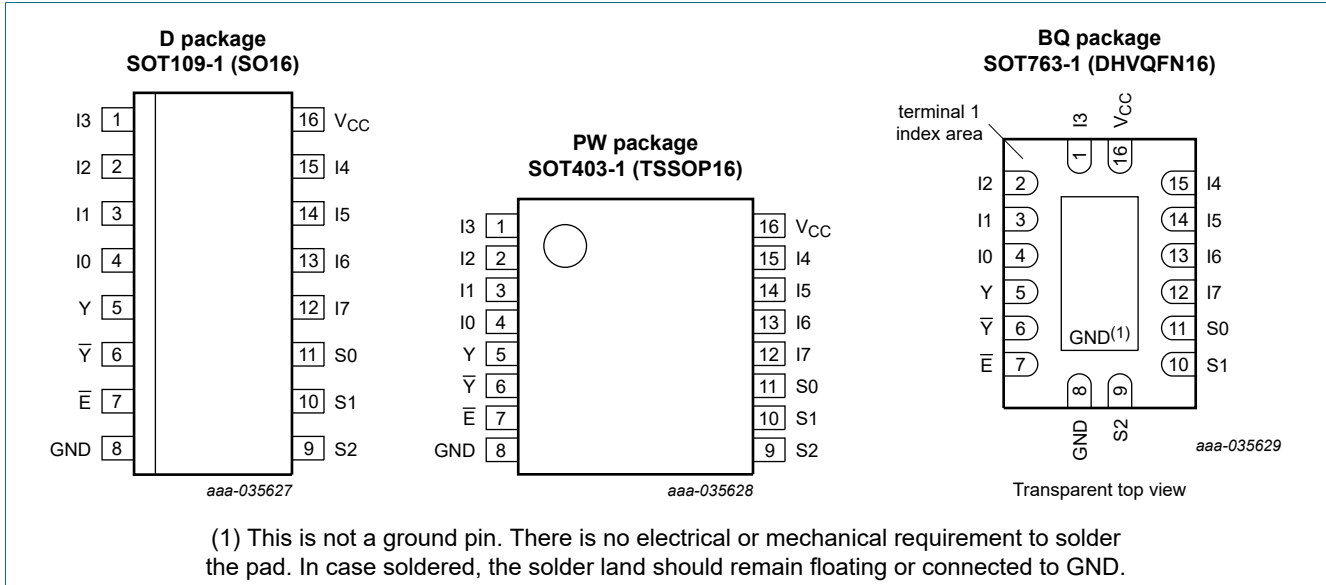 D package
SOT109-1 (SO16)
I3 1
I2 2
I1 3
I0 4
Y 5
Y̅ 6
E̅ 7
GND 8
16 VCC
15 I4
14 I5
13 I6
12 I7
11 S0
10 S1
9 S2
aaa-035627
PW package
SOT403-1 (TSSOP16)
I3 1
I2 2
I1 3
I0 4
Y 5
Y̅ 6
E̅ 7
GND 8
16 VCC
15 I4
14 I5
13 I6
12 I7
11 S0
10 S1
9 S2
aaa-035628
BQ package
SOT763-1 (DHVQFN16)
terminal 1
index area
I3 1
VCC 16
I2 2
I1 3
I0 4
Y 5
Y̅ 6
E̅ 7
15 I4
14 I5
13 I6
12 I7
11 S0
10 S1
GND(1)
GND 8
S2 9
aaa-035629
Transparent top view
(1) This is not a ground pin. There is no electrical or mechanical requirement to solder
the pad. In case soldered, the solder land should remain floating or connected to GND.